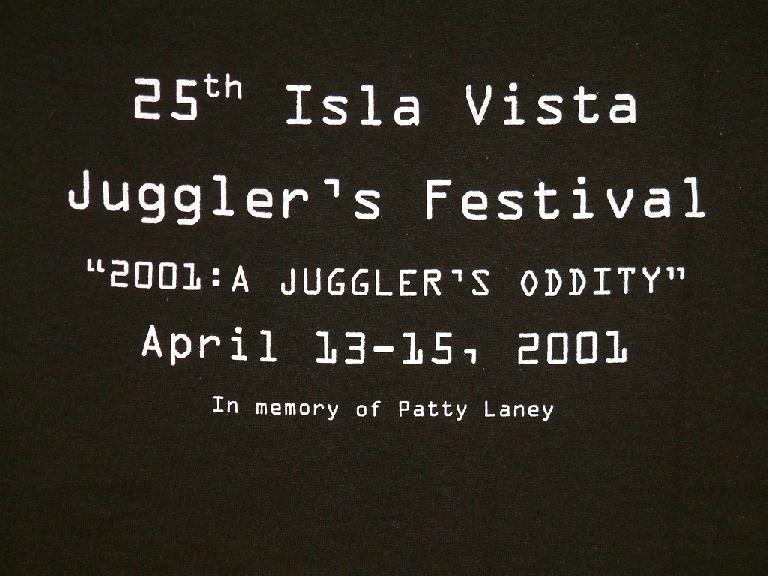 25th Isla Vista
Juggler's Festival
"2001:A JUGGLER'S ODDITY"
April 13-15, 2001
In memory of Patty Laney